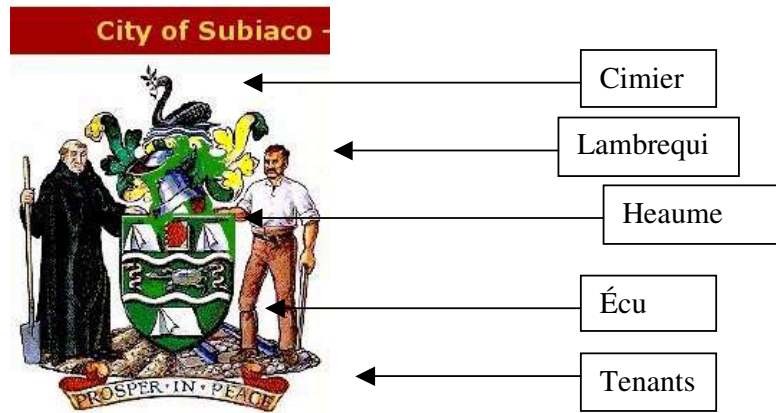 City of Subiaco -
Cimier
Lambrequi
Heaume
Écu
Tenants
PROSPER · IN · PEACE